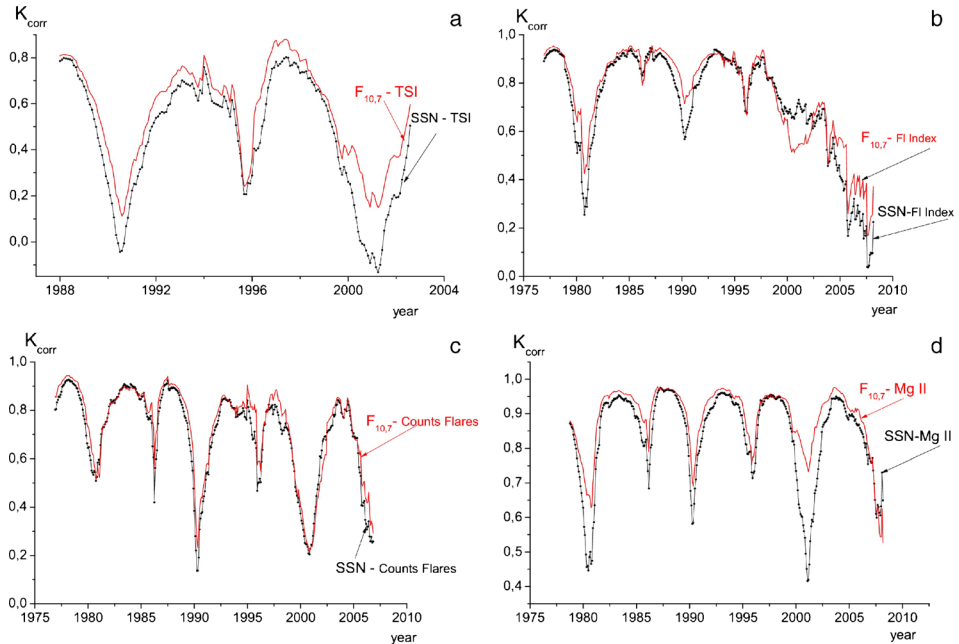 K corr
a
0,8
0,6
0,4
0,2
0,0
F10,7 - TSI
SSN - TSI
1988 1992 1996 2000 2004
year
K corr
b
1,0
0,8
0,6
0,4
0,2
0,0
F10,7- Fl Index
SSN-Fl Index
1975 1980 1985 1990 1995 2000 2005 2010
year
K corr
c
1,0
0,8
0,6
0,4
0,2
0,0
F10,7- Counts Flares
SSN - Counts Flares
1975 1980 1985 1990 1995 2000 2005 2010
year
K corr
d
1,0
0,9
0,8
0,7
0,6
0,5
0,4
F10,7- Mg II
SSN-Mg II
1975 1980 1985 1990 1995 2000 2005 2010
year